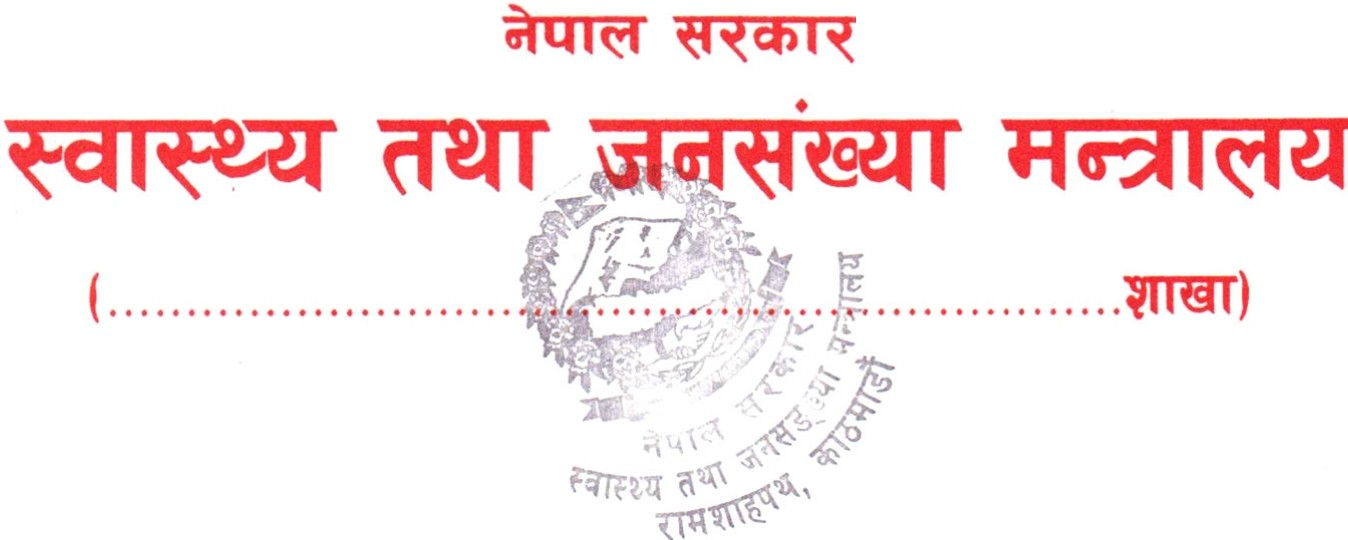 नेपाल सरकार
स्वास्थ्य तथा जनसंख्या मन्त्रालय
(................................................................................शाखा)
नेपाल सरकार
स्वास्थ्य तथा जनसङ्ख्या मन्त्रालय
रामशाहपथ, काठमाडौं